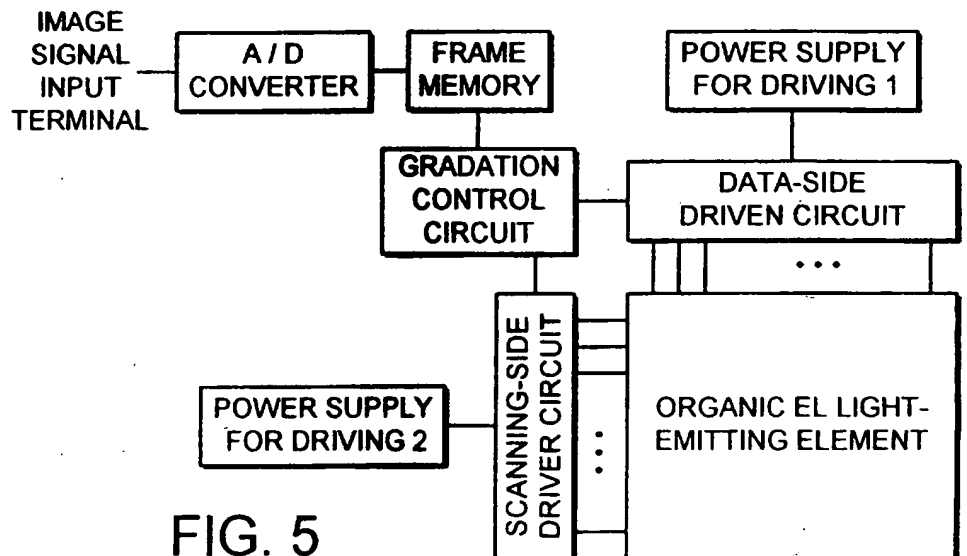 IMAGE
SIGNAL
INPUT
TERMINAL
A / D
CONVERTER
FRAME
MEMORY
POWER SUPPLY
FOR DRIVING 1
GRADATION
CONTROL
CIRCUIT
DATA-SIDE
DRIVEN CIRCUIT
SCANNING-SIDE
DRIVER CIRCUIT
POWER SUPPLY
FOR DRIVING 2
ORGANIC EL LIGHT-
EMITTING ELEMENT
FIG. 5